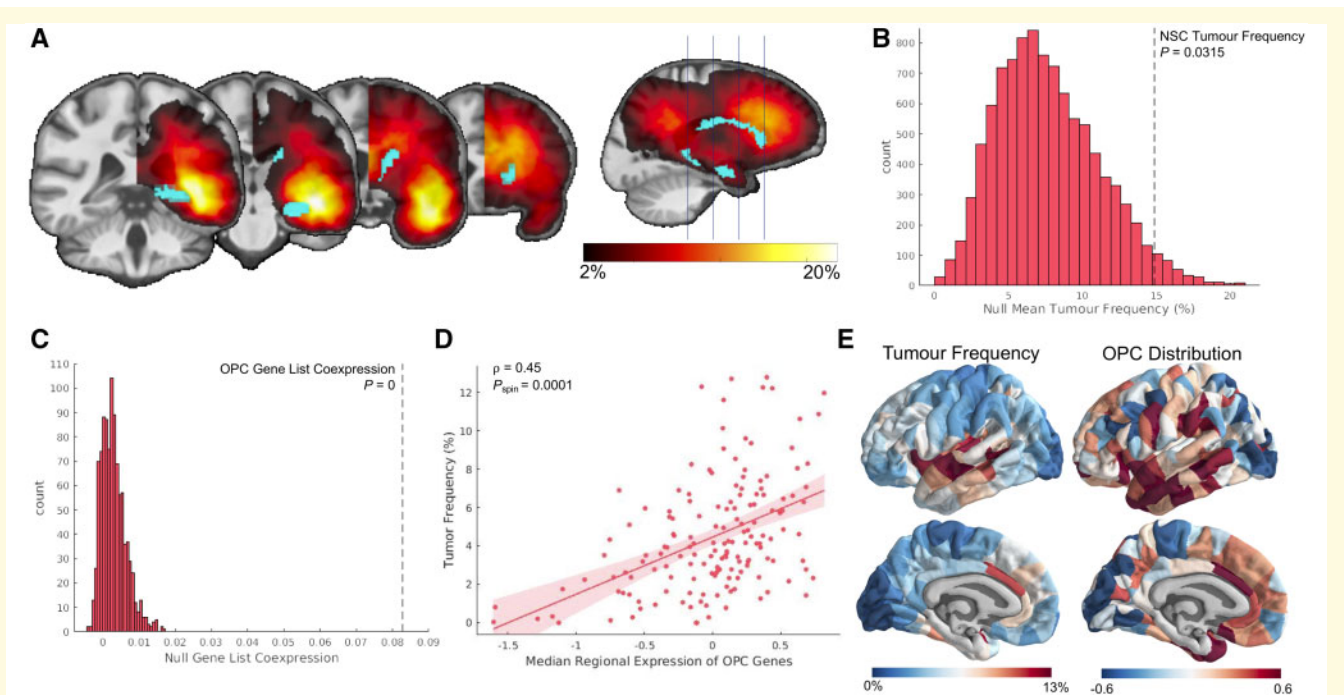 A
2%
20%
B
NSC Tumour Frequency
P = 0.0315
count
800
700
600
500
400
300
200
100
0
0
5
10
15
20
Null Mean Tumour Frequency (%)
C
OPC Gene List Coexpression
P = 0
count
110
100
90
80
70
60
50
40
30
20
10
0
0
0.01
0.02
0.03
0.04
0.05
0.06
0.07
0.08
0.09
Null Gene List Coexpression
D
ρ = 0.45
Pspin = 0.0001
Tumor Frequency (%)
12
10
8
6
4
2
0
-1.5
-1
-0.5
0
0.5
Median Regional Expression of OPC Genes
E
Tumour Frequency
OPC Distribution
0%
13%
-0.6
0.6